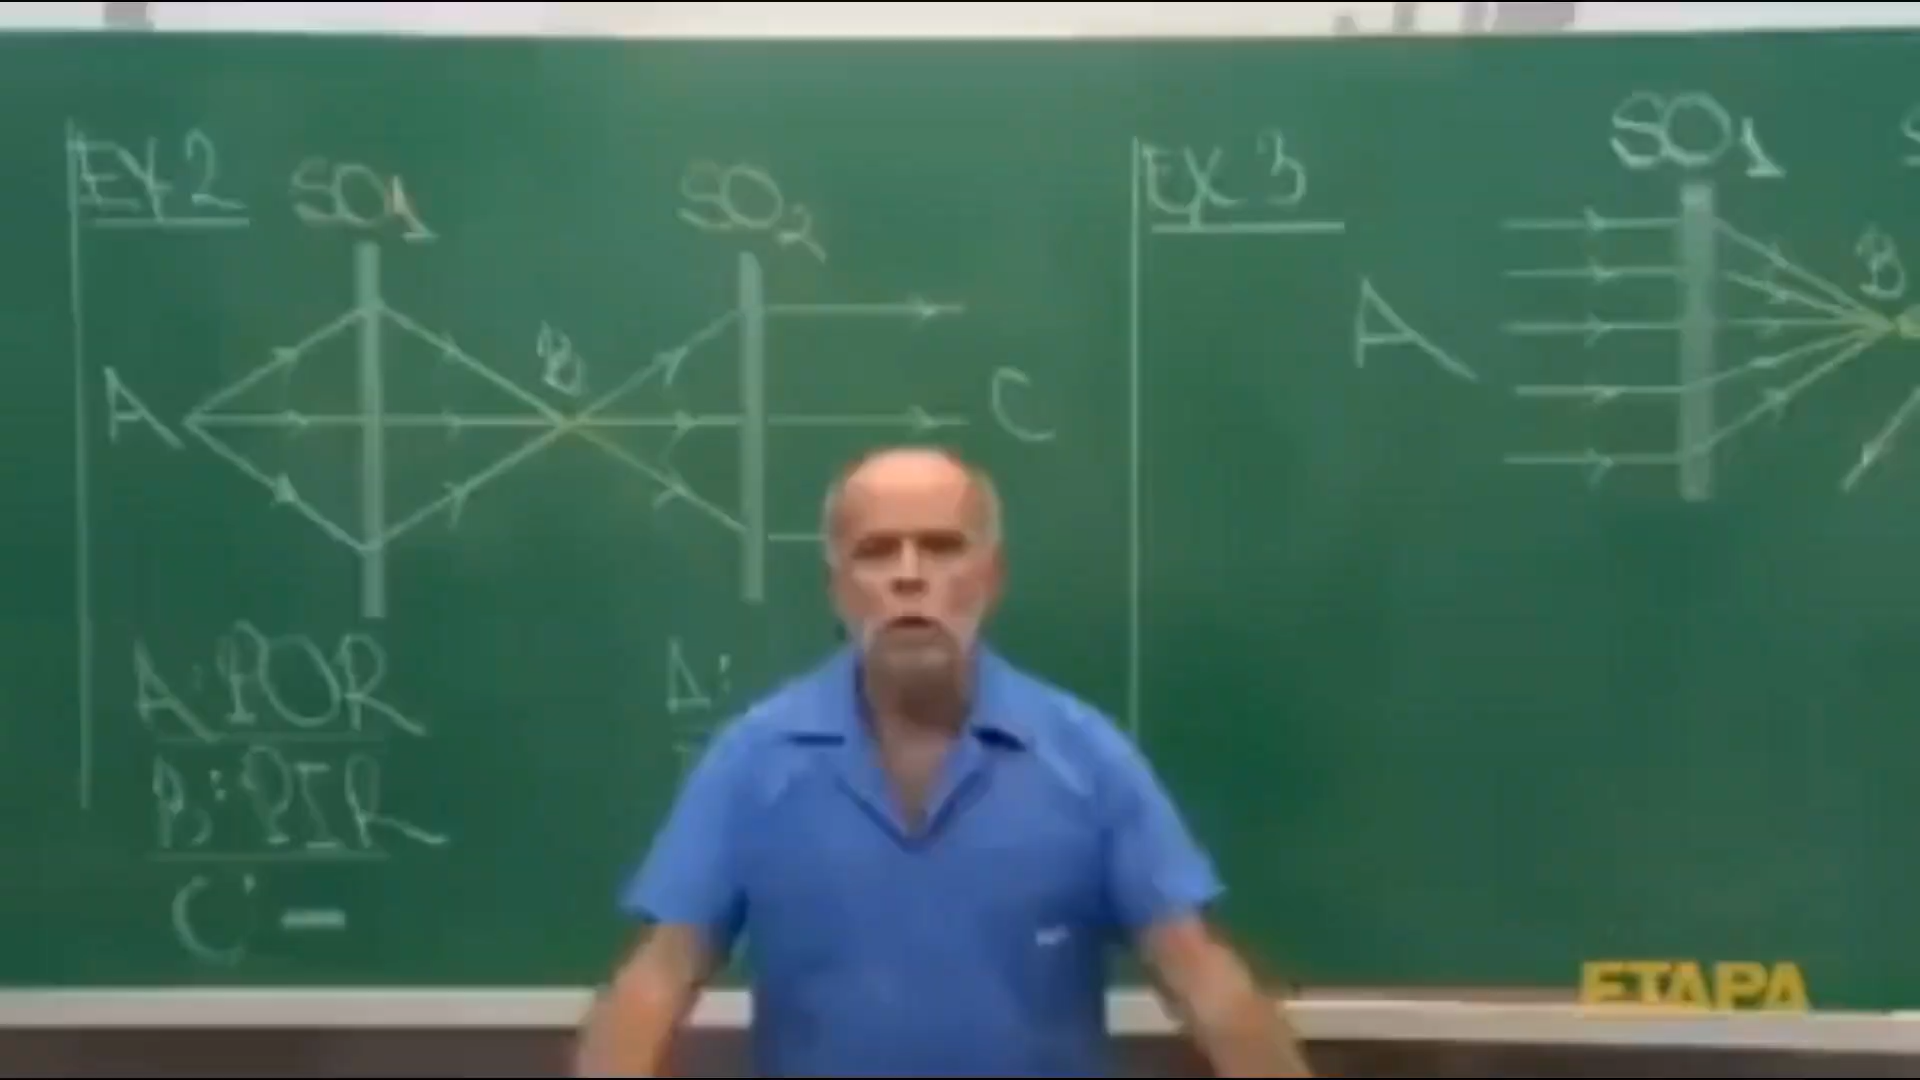 EX 2
SO1
SO2
A
B
C
A: POR
B: PIR
C: —
A:
EX 3
SO1
A
B
ETAPA